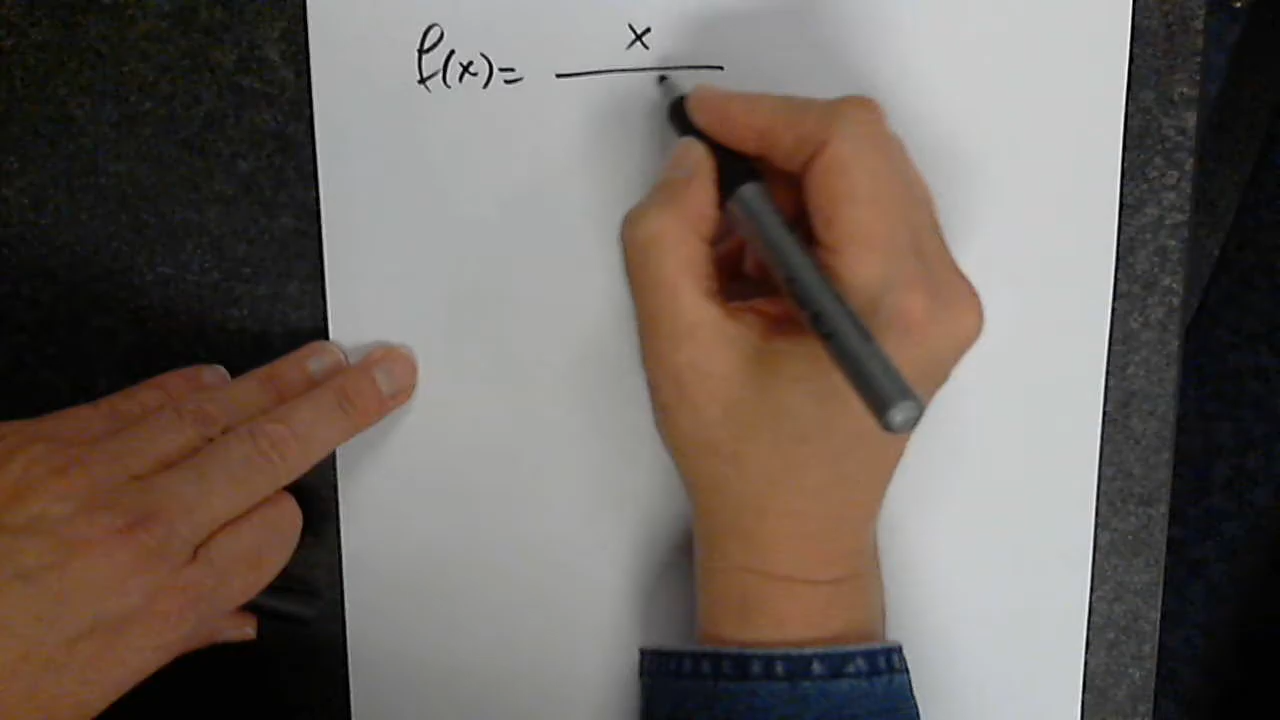 f(x) = x/